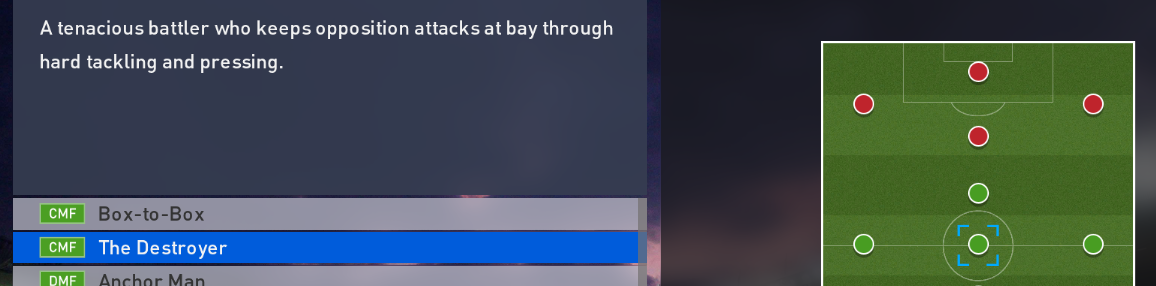 A tenacious battler who keeps opposition attacks at bay through
hard tackling and pressing.
CMF Box-to-Box
CMF The Destroyer
DMF Anchor Man